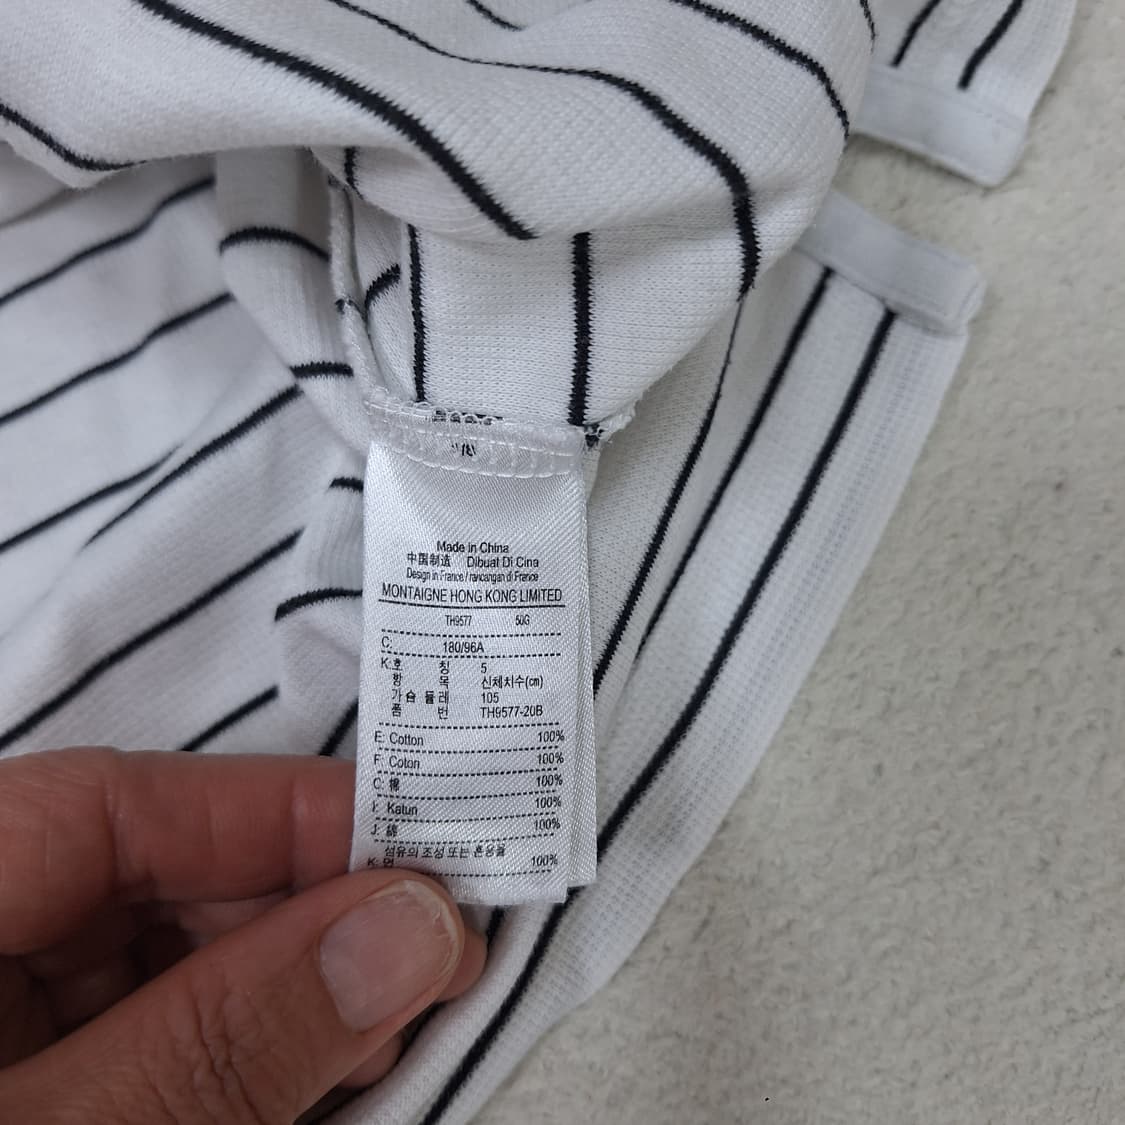 Made in China
中国制造 Dibuat Di Cina
Design in France / rancangan di France
MONTAIGNE HONG KONG LIMITED
TH9577 50G
C: 180/96A
K:호 칭 5
항 목 신체치수(cm)
가슴 둘레 105
품 번 TH9577-20B
E: Cotton 100%
F: Coton 100%
C: 棉 100%
I: Katun 100%
J: 綿 100%
섬유의 조성 또는 혼용율
K: 면 100%